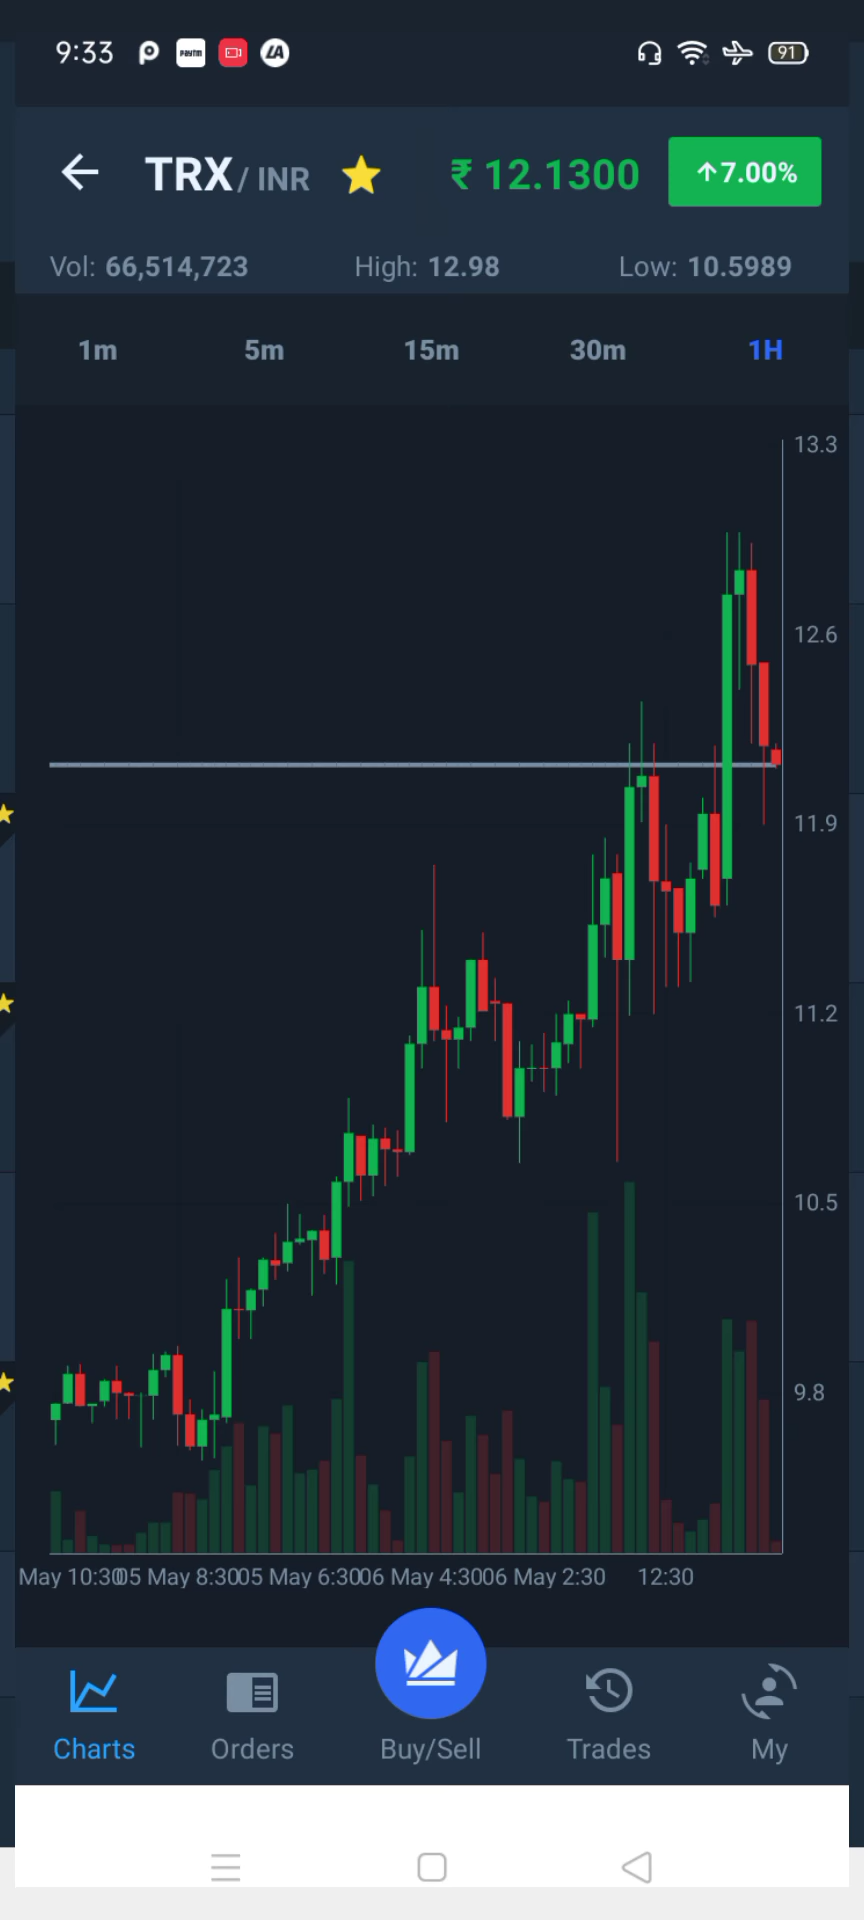 9:33 Paytm LA 91
TRX / INR ₹ 12.1300 ↑7.00%
Vol: 66,514,723 High: 12.98 Low: 10.5989
1m 5m 15m 30m 1H
13.3
12.6
11.9
11.2
10.5
9.8
May 10:30 05 May 8:30 05 May 6:30 06 May 4:30 06 May 2:30 12:30
Charts Orders Buy/Sell Trades My